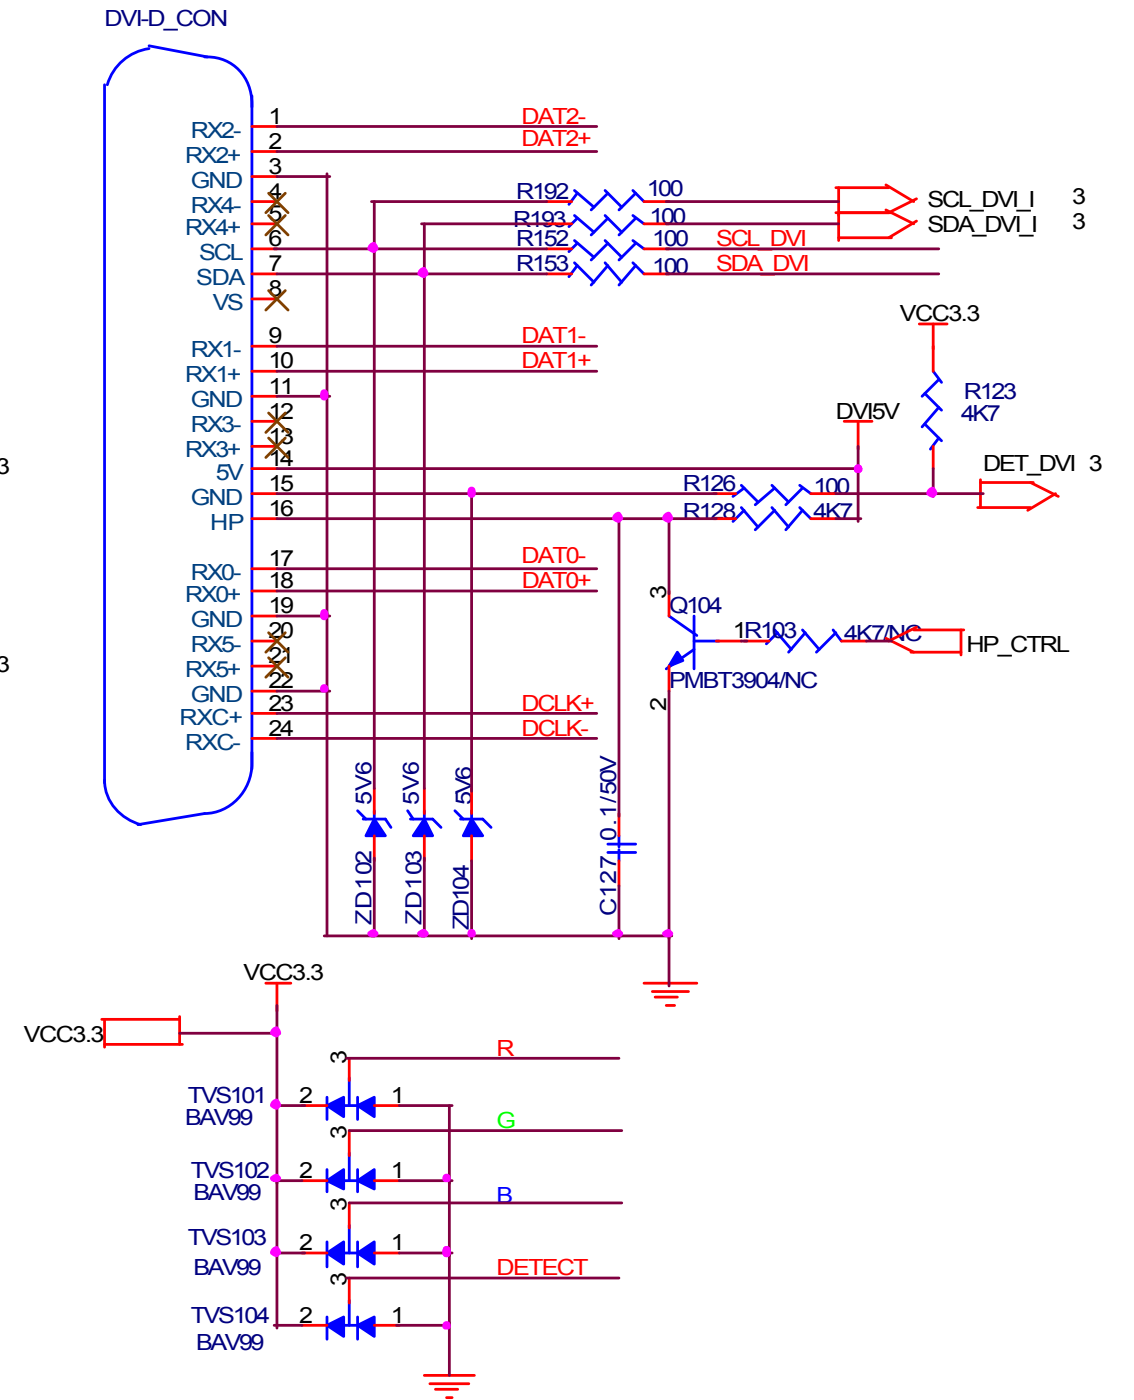 DVI-D_CON
RX2- 1 DAT2-
RX2+ 2 DAT2+
GND 3
RX4- 4 R192 100 SCL_DVI_I 3
RX4+ 5 R193 100 SDA_DVI_I 3
SCL 6 R152 100 SCL_DVI
SDA 7 R153 100 SDA_DVI
VS 8
VCC3.3
RX1- 9 DAT1-
RX1+ 10 DAT1+
GND 11 R123
RX3- 12 DVI5V 4K7
RX3+ 13
3 5V 14 DET_DVI 3
GND 15 R126 100
HP 16 R128 4K7
RX0- 17 DAT0-
RX0+ 18 DAT0+
3 Q104
GND 19
RX5- 20 1 R103 4K7/NC HP_CTRL
3 RX5+ 21
GND 22 PMBT3904/NC
RXC+ 23 DCLK+ 2
RXC- 24 DCLK-
5V6 5V6 5V6 0.1/50V
ZD102 ZD103 ZD104 C127
VCC3.3
VCC3.3
3 R
TVS101 2 1
BAV99
3 G
TVS102 2 1
BAV99
3 B
TVS103 2 1
BAV99
3 DETECT
TVS104 2 1
BAV99